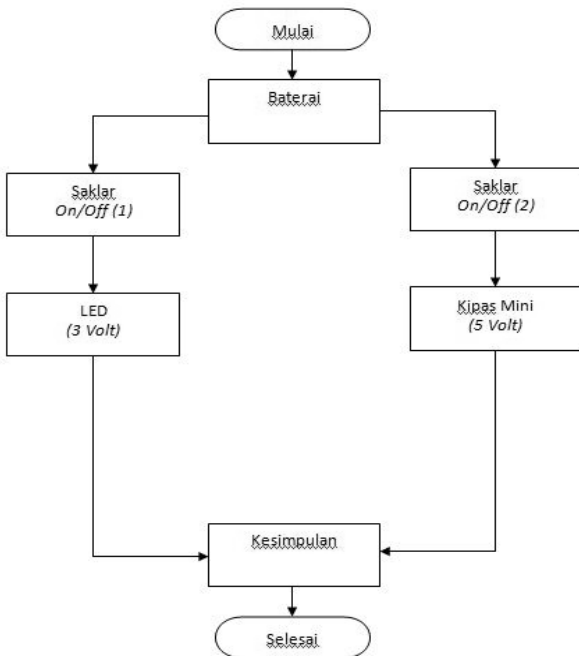 Mulai
Baterai
Saklar
On/Off (1)
Saklar
On/Off (2)
LED
(3 Volt)
Kipas Mini
(5 Volt)
Kesimpulan
Selesai